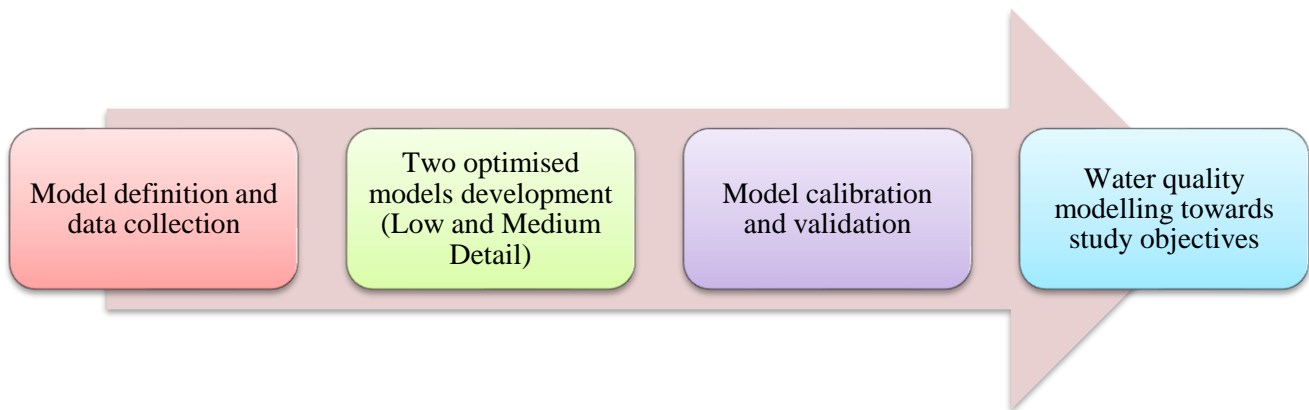 Model definition and
data collection
Two optimised
models development
(Low and Medium
Detail)
Model calibration
and validation
Water quality
modelling towards
study objectives